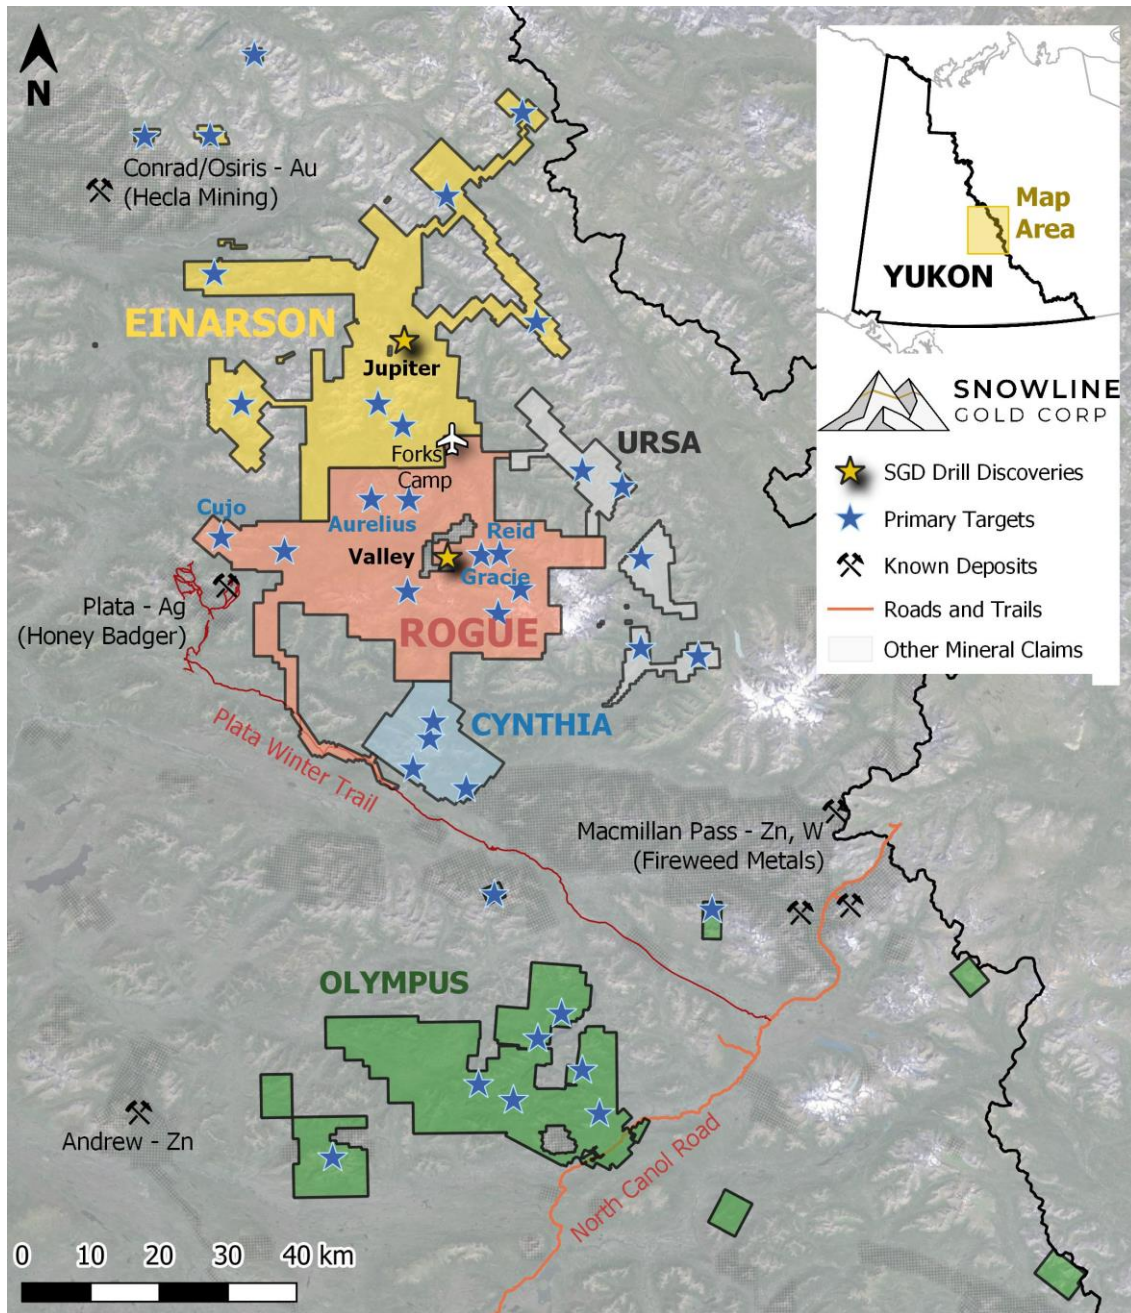 N
Conrad/Osiris - Au
(Hecla Mining)
EINARSON
Jupiter
Forks
Camp
URSA
Cujo
Aurelius
Valley
Reid
Gracie
Plata - Ag
(Honey Badger)
ROGUE
CYNTHIA
Plata Winter Trail
Macmillan Pass - Zn, W
(Fireweed Metals)
OLYMPUS
Andrew - Zn
North Canol Road
0 10 20 30 40 km
Map
Area
YUKON
SNOWLINE
GOLD CORP
SGD Drill Discoveries
Primary Targets
Known Deposits
Roads and Trails
Other Mineral Claims